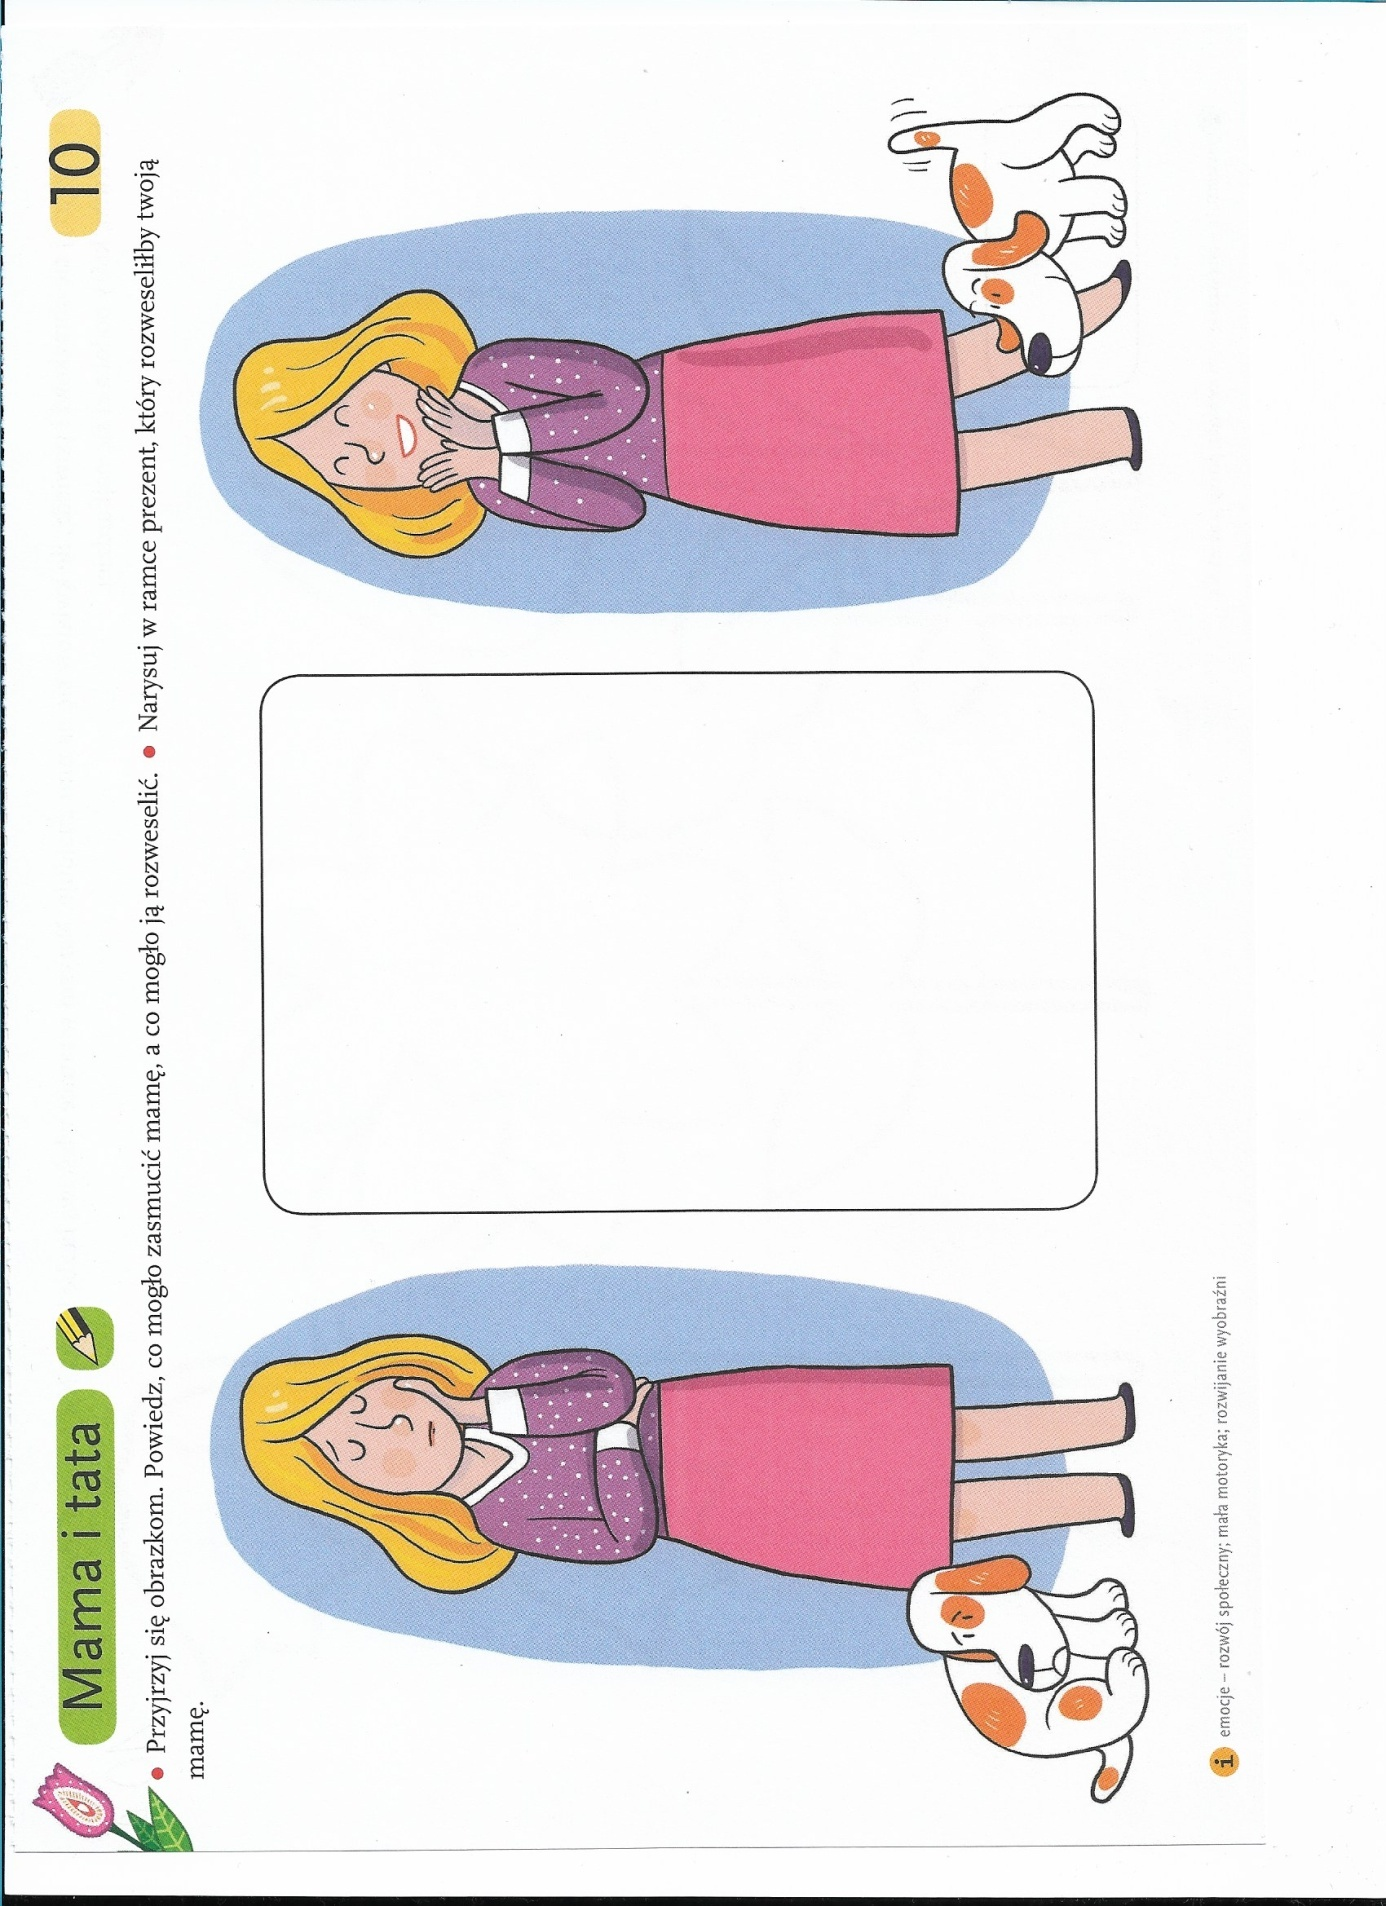 Mama i tata
10
• Przyjrzyj się obrazkom. Powiedz, co mogło zasmucić mamę, a co mogło ją rozweselić. • Narysuj w ramce prezent, który rozweseliłby twoją
mamę.
i emocje – rozwój społeczny; mała motoryka; rozwijanie wyobraźni